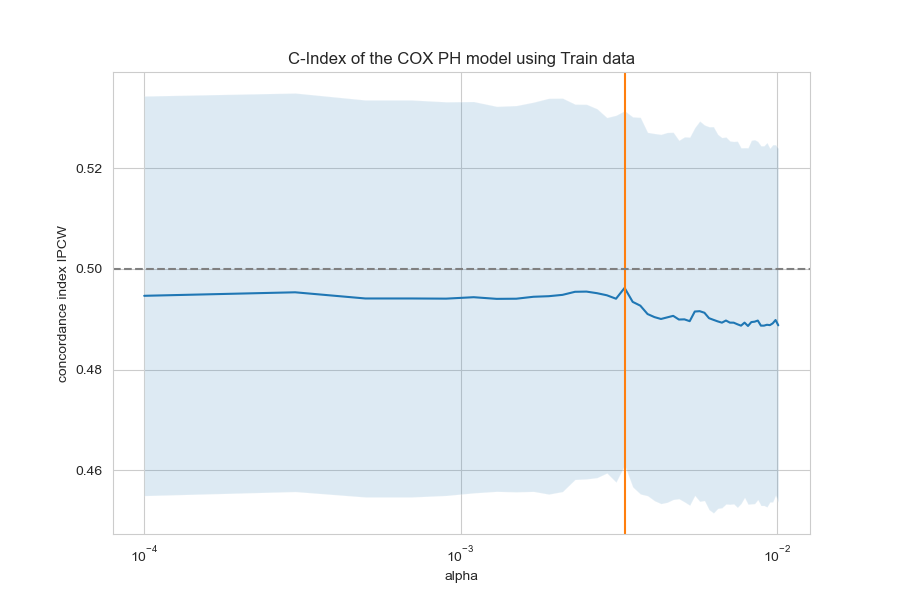 C-Index of the COX PH model using Train data
concordance index IPCW
0.52
0.50
0.48
0.46
10⁻⁴
10⁻³
10⁻²
alpha